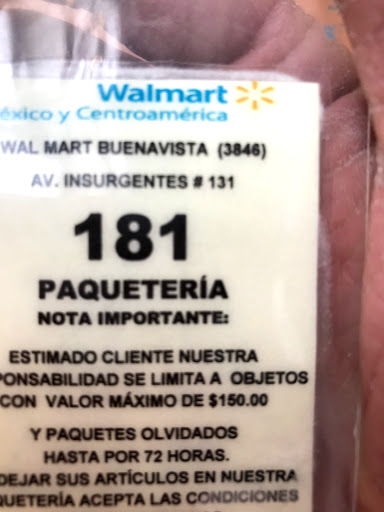 Walmart
éxico y Centroamérica
WAL MART BUENAVISTA (3846)
AV. INSURGENTES # 131
181
PAQUETERÍA
NOTA IMPORTANTE:
ESTIMADO CLIENTE NUESTRA
PONSABILIDAD SE LIMITA A OBJETOS
CON VALOR MÁXIMO DE $150.00
Y PAQUETES OLVIDADOS
HASTA POR 72 HORAS.
DEJAR SUS ARTÍCULOS EN NUESTRA
QUETERÍA ACEPTA LAS CONDICIONES